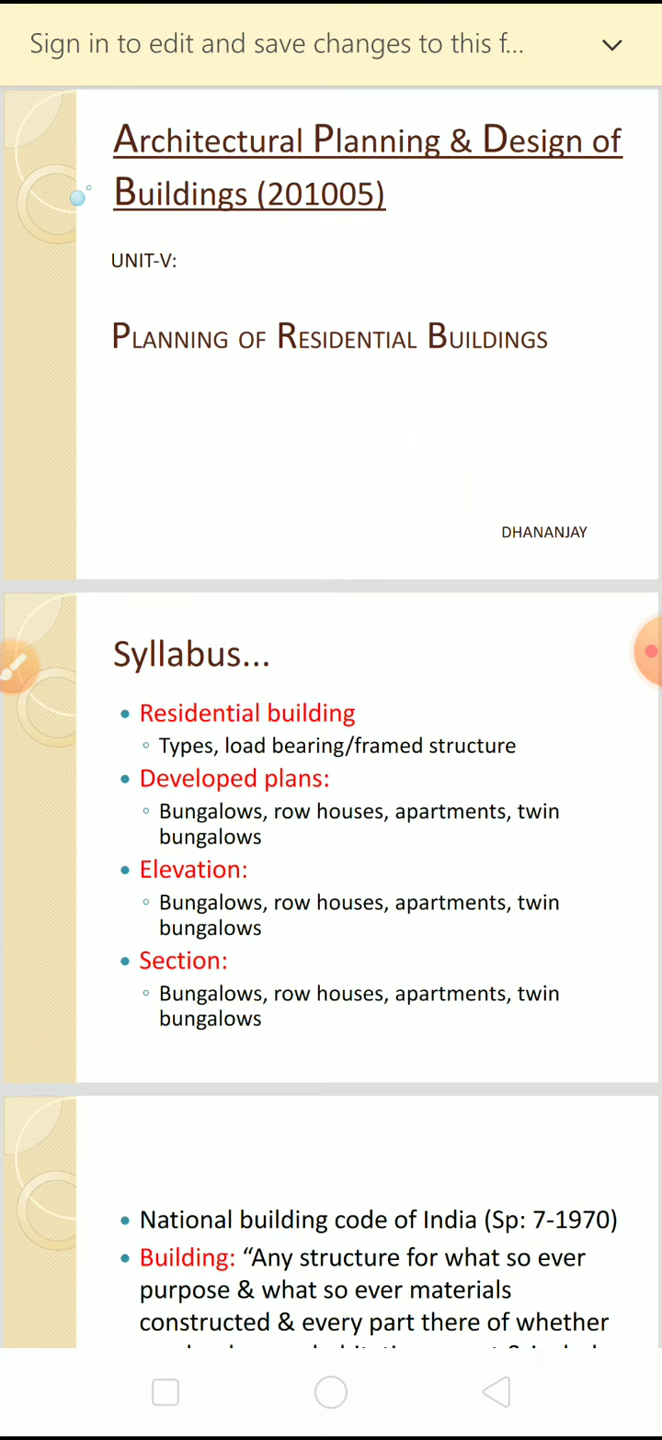 Sign in to edit and save changes to this f...
Architectural Planning & Design of
Buildings (201005)
UNIT-V:
PLANNING OF RESIDENTIAL BUILDINGS
DHANANJAY
Syllabus...
• Residential building
◦ Types, load bearing/framed structure
• Developed plans:
◦ Bungalows, row houses, apartments, twin
bungalows
• Elevation:
◦ Bungalows, row houses, apartments, twin
bungalows
• Section:
◦ Bungalows, row houses, apartments, twin
bungalows
• National building code of India (Sp: 7-1970)
• Building: “Any structure for what so ever
purpose & what so ever materials
constructed & every part there of whether